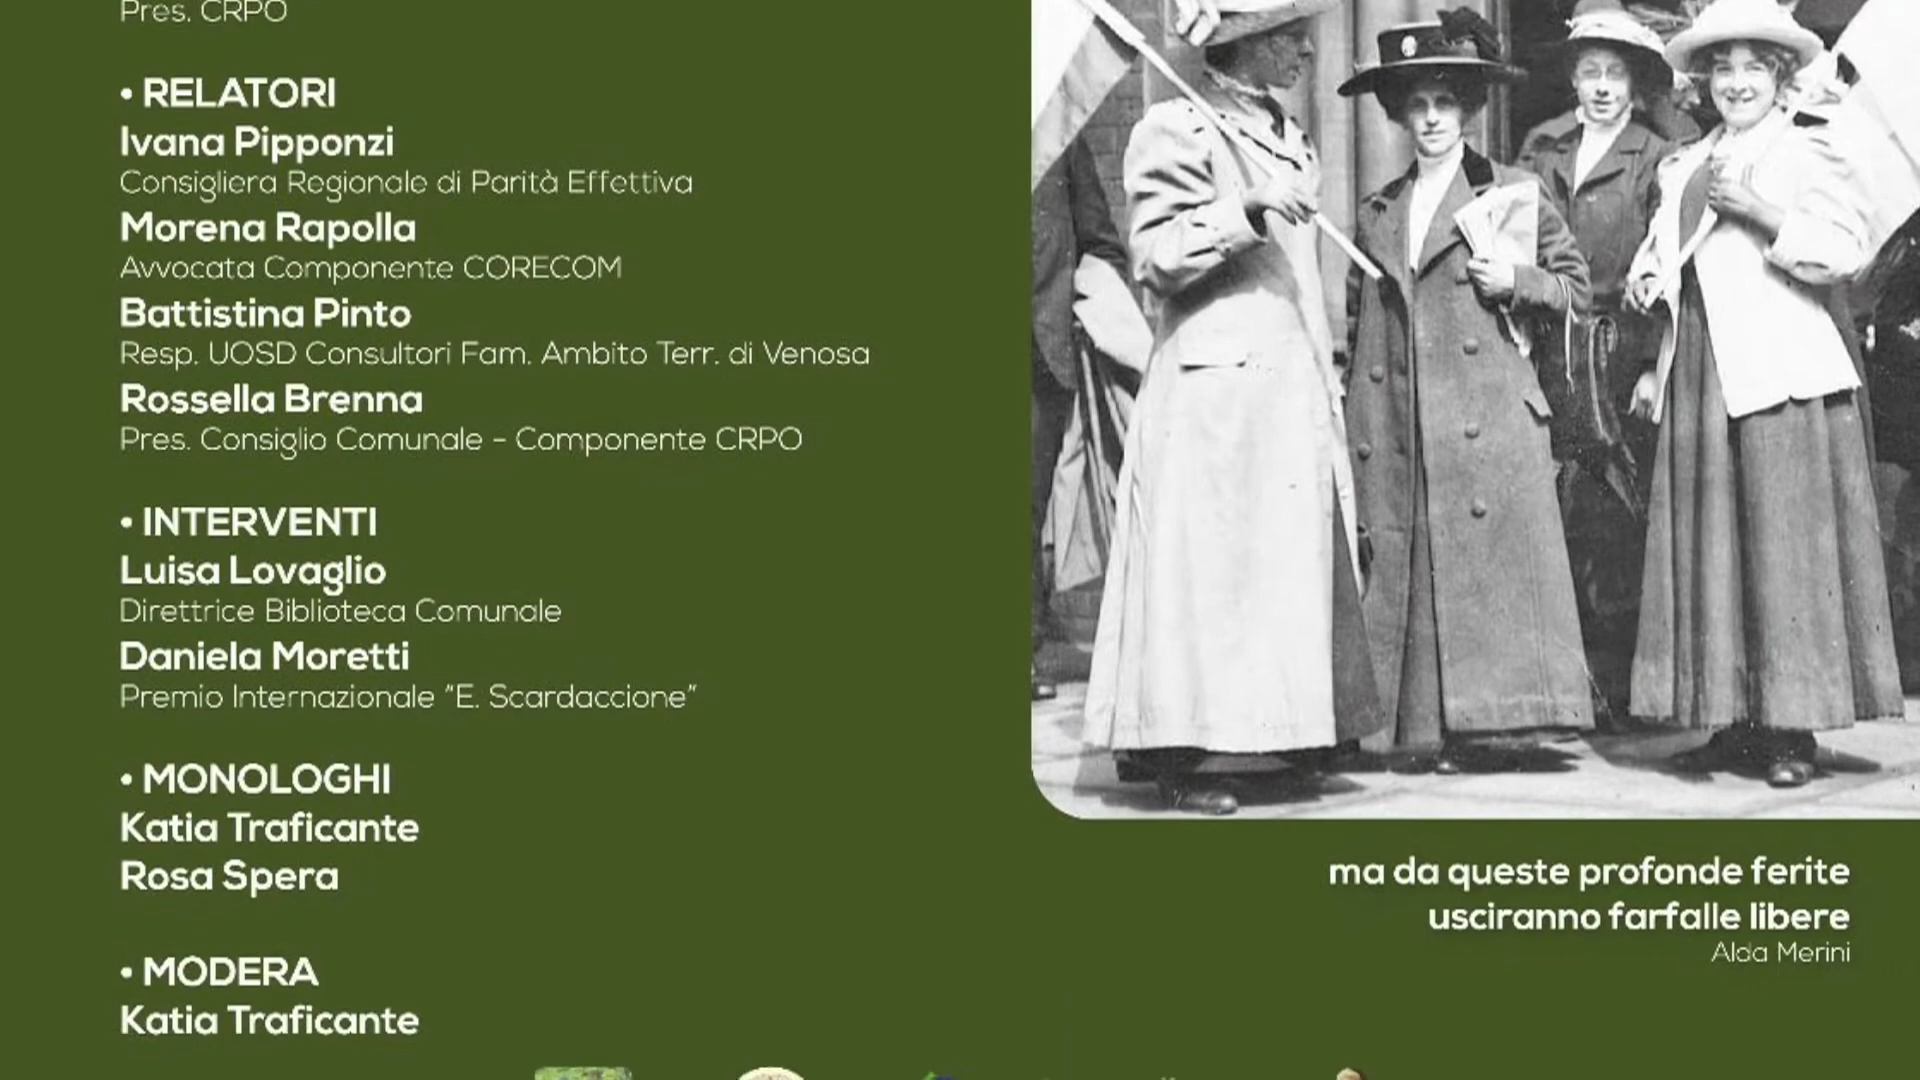 Pres. CRPO
• RELATORI
Ivana Pipponzi
Consigliera Regionale di Parità Effettiva
Morena Rapolla
Avvocata Componente CORECOM
Battistina Pinto
Resp. UOSD Consultori Fam. Ambito Terr. di Venosa
Rossella Brenna
Pres. Consiglio Comunale - Componente CRPO
• INTERVENTI
Luisa Lovaglio
Direttrice Biblioteca Comunale
Daniela Moretti
Premio Internazionale "E. Scardaccione"
• MONOLOGHI
Katia Traficante
Rosa Spera
• MODERA
Katia Traficante
ma da queste profonde ferite
usciranno farfalle libere
Alda Merini